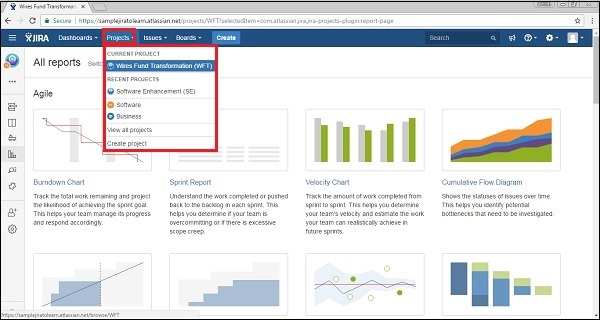 Wires Fund Transformation
Secure | https://samplejiratolearn.atlassian.net/projects/WFT?selectedItem=com.atlassian.jira.jira-projects-plugin:report-page
JIRA Dashboards Projects Issues Boards Create Search
CURRENT PROJECT
Wires Fund Transformation (WFT)
RECENT PROJECTS
Software Enhancement (SE)
Software
Business
View all projects
Create project
All reports
Agile
Burndown Chart
Track the total work remaining and project
the likelihood of achieving the sprint goal.
This helps your team manage its progress
and respond accordingly.
Sprint Report
Understand the work completed or pushed
back to the backlog in each sprint. This
helps you determine if your team is
overcommitting or if there is excessive
scope creep.
Velocity Chart
Track the amount of work completed from
sprint to sprint. This helps you determine
your team's velocity and estimate the work
your team can realistically achieve in
future sprints.
Cumulative Flow Diagram
Shows the statuses of issues over time.
This helps you identify potential
bottlenecks that need to be investigated.
https://samplejiratolearn.atlassian.net/browse/WFT